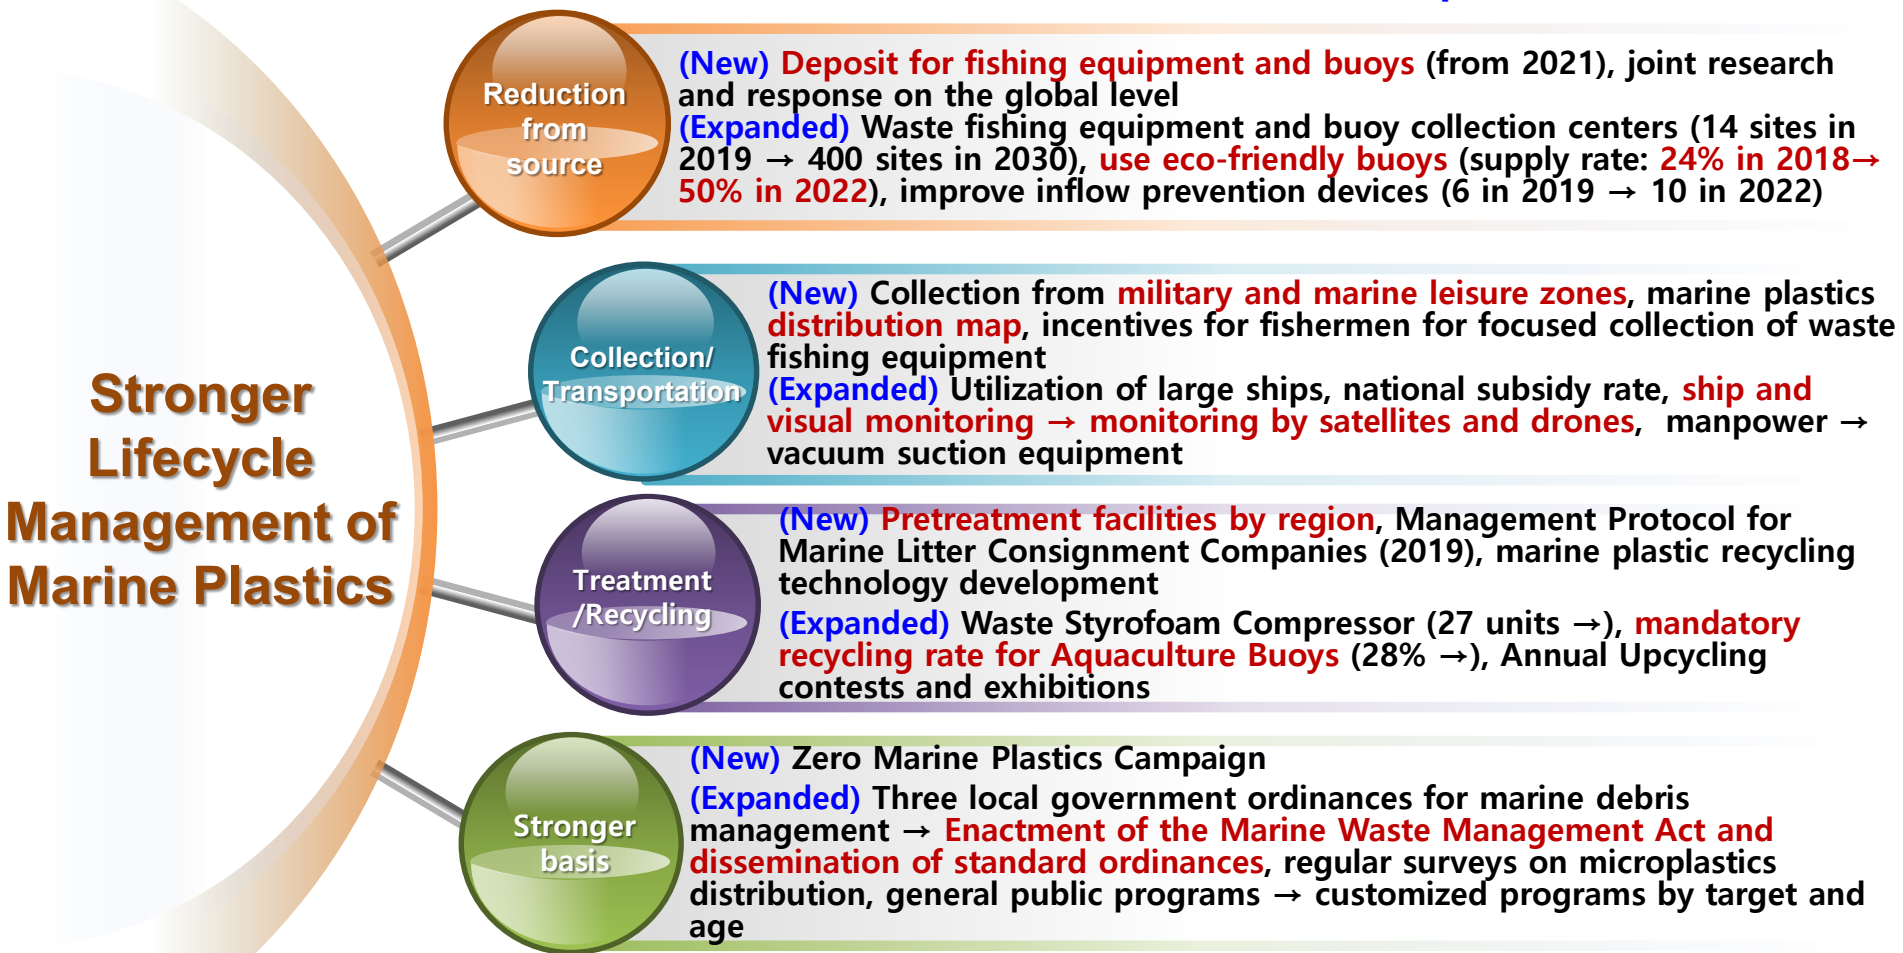 Stronger
Lifecycle
Management of
Marine Plastics
Reduction
from
source
(New) Deposit for fishing equipment and buoys (from 2021), joint research
and response on the global level
(Expanded) Waste fishing equipment and buoy collection centers (14 sites in
2019 → 400 sites in 2030), use eco-friendly buoys (supply rate: 24% in 2018→
50% in 2022), improve inflow prevention devices (6 in 2019 → 10 in 2022)
Collection/
Transportation
(New) Collection from military and marine leisure zones, marine plastics
distribution map, incentives for fishermen for focused collection of waste
fishing equipment
(Expanded) Utilization of large ships, national subsidy rate, ship and
visual monitoring → monitoring by satellites and drones, manpower →
vacuum suction equipment
Treatment
/Recycling
(New) Pretreatment facilities by region, Management Protocol for
Marine Litter Consignment Companies (2019), marine plastic recycling
technology development
(Expanded) Waste Styrofoam Compressor (27 units →), mandatory
recycling rate for Aquaculture Buoys (28% →), Annual Upcycling
contests and exhibitions
Stronger
basis
(New) Zero Marine Plastics Campaign
(Expanded) Three local government ordinances for marine debris
management → Enactment of the Marine Waste Management Act and
dissemination of standard ordinances, regular surveys on microplastics
distribution, general public programs → customized programs by target and
age